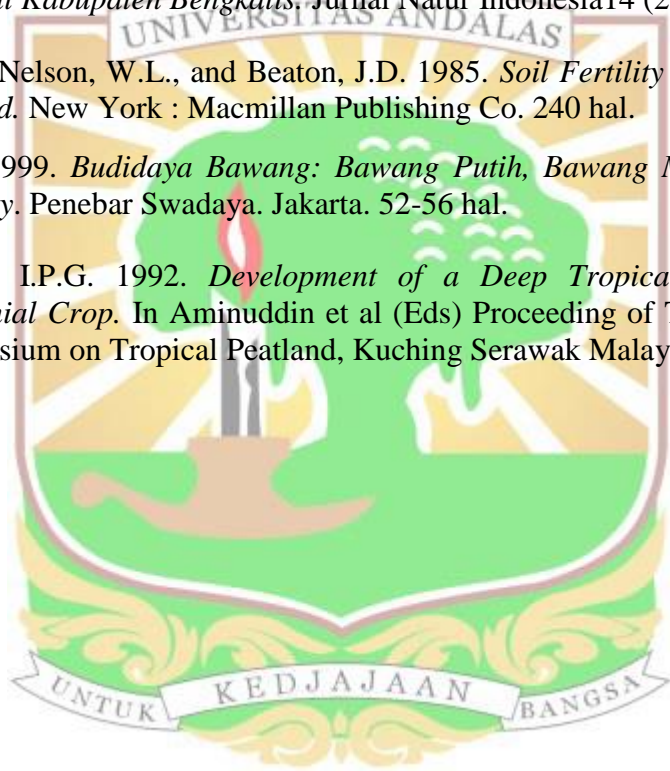 Kabupaten Bengkalis. Jurnal Natur Indonesia14 (2
UNIVERSITAS ANDALAS
Nelson, W.L., and Beaton, J.D. 1985. Soil Fertility
d. New York : Macmillan Publishing Co. 240 hal.
999. Budidaya Bawang: Bawang Putih, Bawang M
y. Penebar Swadaya. Jakarta. 52-56 hal.
I.P.G. 1992. Development of a Deep Tropica
nial Crop. In Aminuddin et al (Eds) Proceeding of T
sium on Tropical Peatland, Kuching Serawak Malay
UNTUK KEDJAJAAN BANGSA